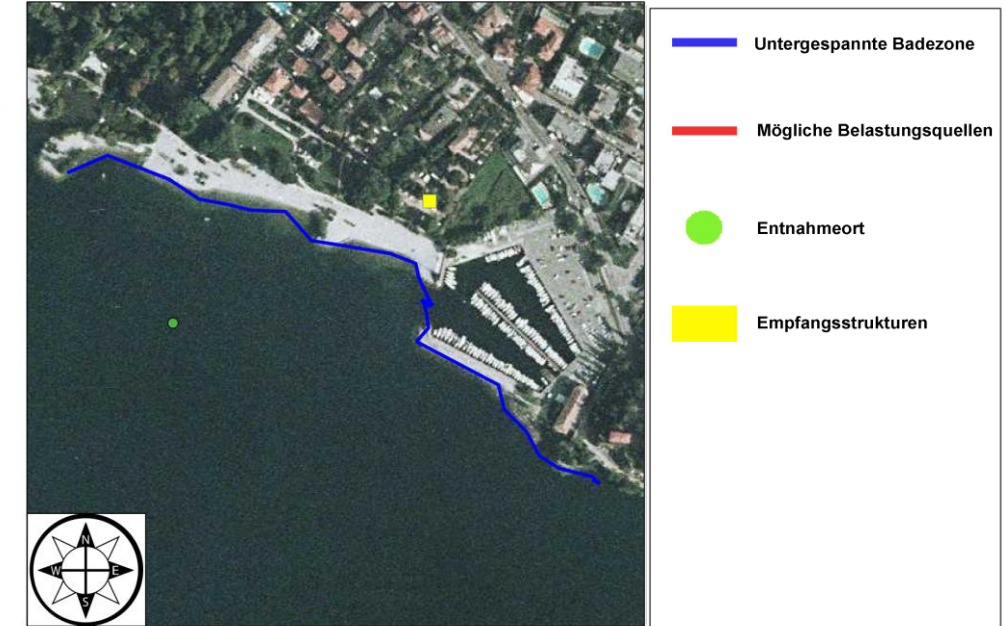 Untergespannte Badezone
Mögliche Belastungsquellen
Entnahmeort
Empfangsstrukturen
N
W E
S